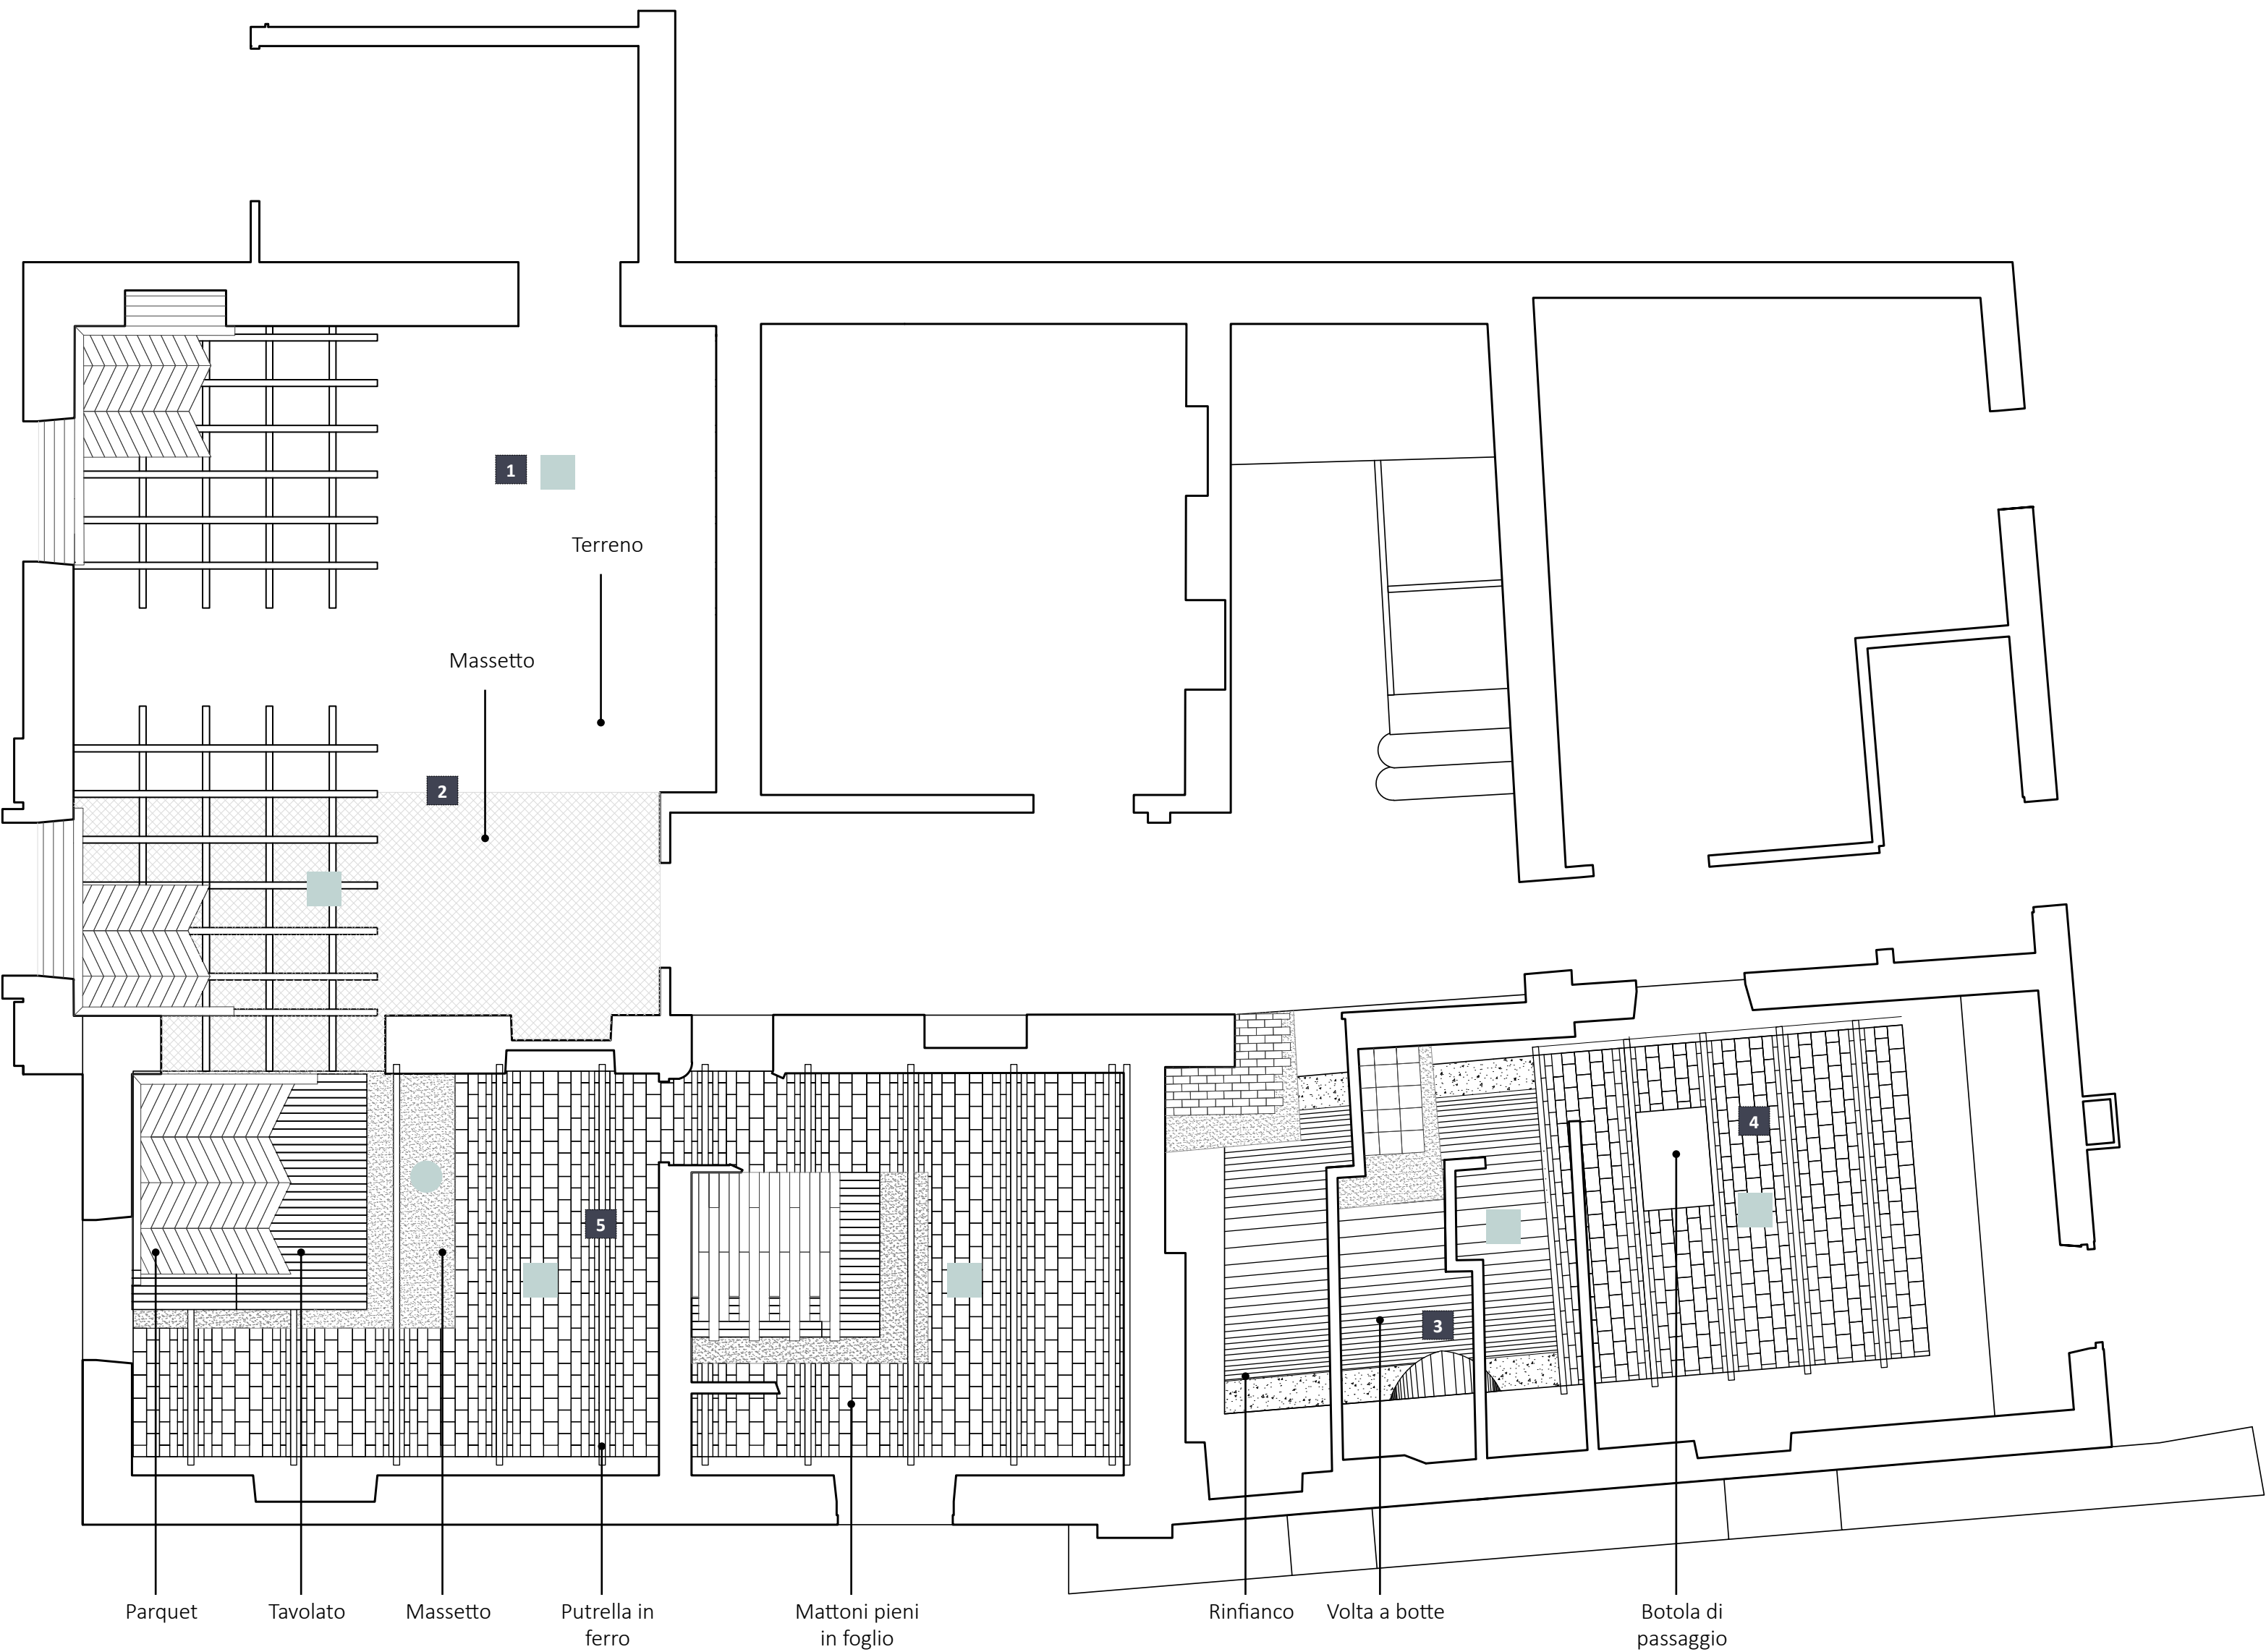 1
Terreno
Massetto
2
4
5
3
Parquet
Tavolato
Massetto
Putrella in
ferro
Mattoni pieni
in foglio
Rinfianco
Volta a botte
Botola di
passaggio